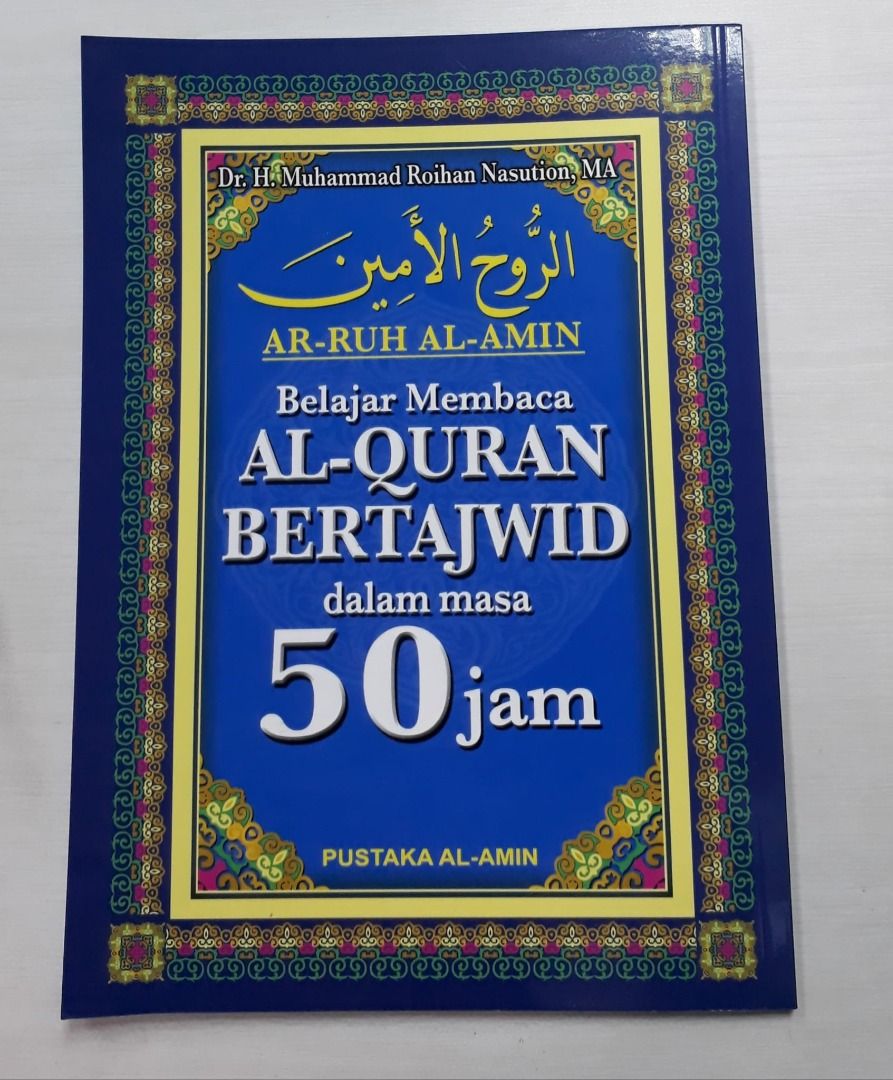 Dr. H. Muhammad Roihan Nasution, MA
الرُّوحُ الأَمِين
AR-RUH AL-AMIN
Belajar Membaca
AL-QURAN
BERTAJWID
dalam masa
50 jam
PUSTAKA AL-AMIN